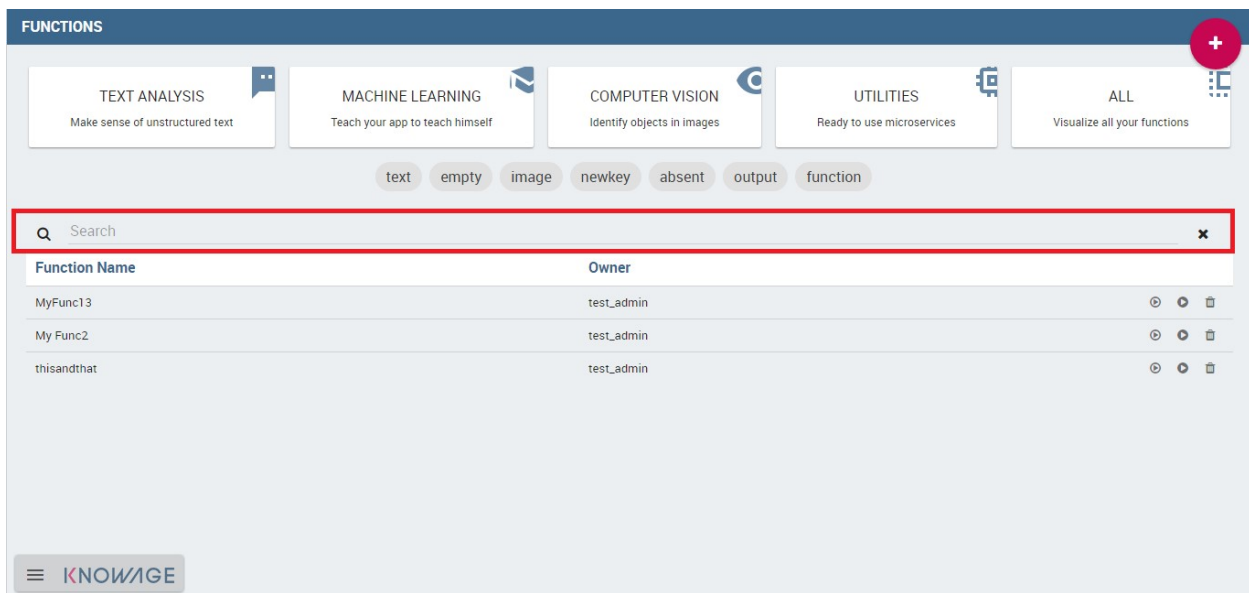 FUNCTIONS
+
TEXT ANALYSIS
Make sense of unstructured text
MACHINE LEARNING
Teach your app to teach himself
COMPUTER VISION
Identify objects in images
UTILITIES
Ready to use microservices
ALL
Visualize all your functions
text empty image newkey absent output function
Search
Function Name Owner
MyFunc13 test_admin
My Func2 test_admin
thisandthat test_admin
KNOWAGE